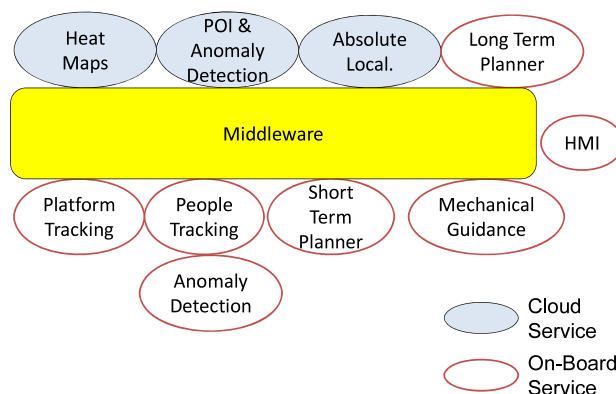 Heat
Maps
POI &
Anomaly
Detection
Absolute
Local.
Long Term
Planner
Middleware
HMI
Platform
Tracking
People
Tracking
Short
Term
Planner
Mechanical
Guidance
Anomaly
Detection
Cloud
Service
On-Board
Service